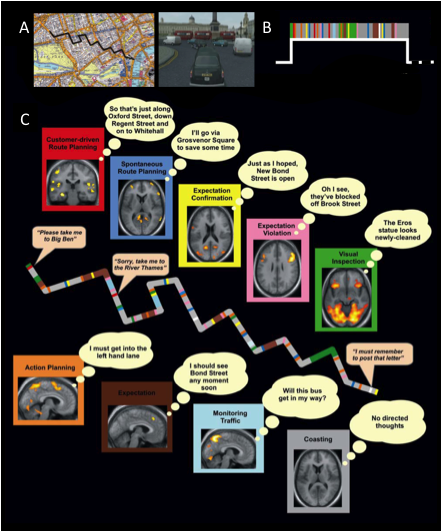 A
B
C
So that's just along
Oxford Street, down
Regent Street and
on to Whitehall
Customer-driven
Route Planning
I'll go via
Grosvenor Square
to save some time
Spontaneous
Route Planning
Just as I hoped,
New Bond
Street is open
Expectation
Confirmation
Oh I see,
they've blocked
off Brook Street
Expectation
Violation
The Eros
statue looks
newly-cleaned
Visual
Inspection
"Please take me
to Big Ben"
"Sorry, take me to
the River Thames"
"I must remember
to post that letter"
Action Planning
I must get into the
left hand lane
Expectation
I should see
Bond Street
any moment
soon
Monitoring
Traffic
Will this bus
get in my way?
Coasting
No directed
thoughts